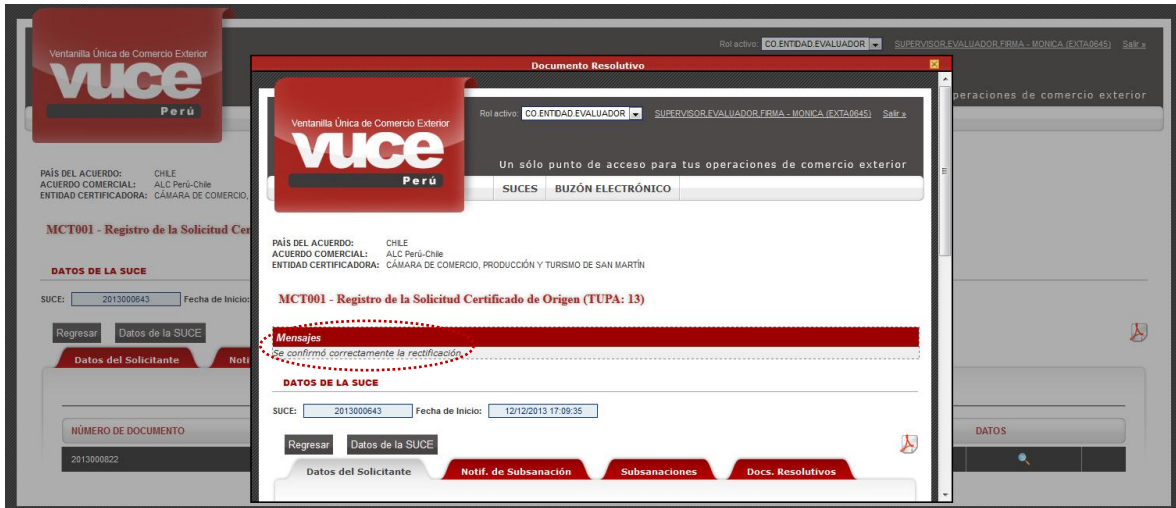 Ventanilla Única de Comercio Exterior
vuce
Perú
Rol activo: CO.ENTIDAD.EVALUADOR SUPERVISOR.EVALUADOR.FIRMA - MONICA (EXTA0645) Salir »
operaciones de comercio exterior
PAÍS DEL ACUERDO: CHILE
ACUERDO COMERCIAL: ALC Perú-Chile
ENTIDAD CERTIFICADORA: CÁMARA DE COMERCIO,
MCT001 - Registro de la Solicitud Cer
DATOS DE LA SUCE
SUCE: 2013000643 Fecha de Inicio:
Regresar Datos de la SUCE
Datos del Solicitante Noti
NÚMERO DE DOCUMENTO
DATOS
2013000822
Documento Resolutivo
Ventanilla Única de Comercio Exterior
vuce
Perú
Rol activo: CO.ENTIDAD.EVALUADOR SUPERVISOR.EVALUADOR.FIRMA - MONICA (EXTA0645) Salir »
Un sólo punto de acceso para tus operaciones de comercio exterior
SUCES BUZÓN ELECTRÓNICO
PAÍS DEL ACUERDO: CHILE
ACUERDO COMERCIAL: ALC Perú-Chile
ENTIDAD CERTIFICADORA: CÁMARA DE COMERCIO, PRODUCCIÓN Y TURISMO DE SAN MARTÍN
MCT001 - Registro de la Solicitud Certificado de Origen (TUPA: 13)
Mensajes
Se confirmó correctamente la rectificación.
DATOS DE LA SUCE
SUCE: 2013000643 Fecha de Inicio: 12/12/2013 17:09:35
Regresar Datos de la SUCE
Datos del Solicitante Notif. de Subsanación Subsanaciones Docs. Resolutivos